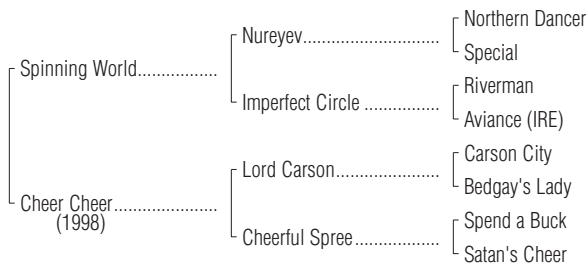 Northern Dancer
Nureyev
Special
Spinning World
Riverman
Imperfect Circle
Aviance (IRE)
Carson City
Lord Carson
Bedgay's Lady
Cheer Cheer
(1998)
Spend a Buck
Cheerful Spree
Satan's Cheer